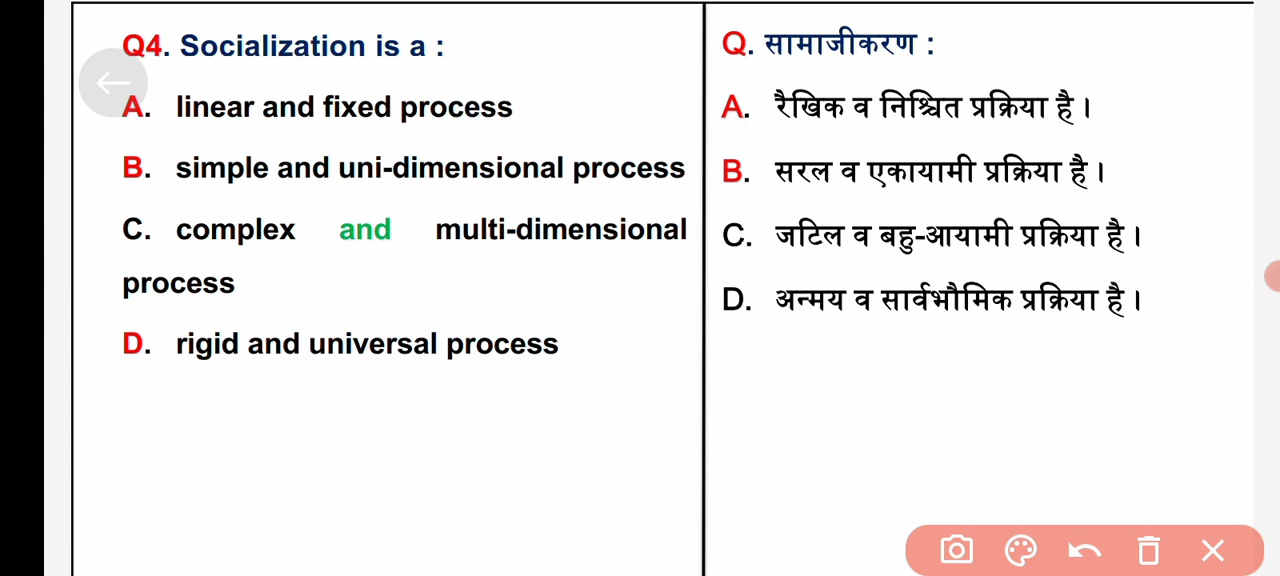 Q4. Socialization is a :
A. linear and fixed process
B. simple and uni-dimensional process
C. complex and multi-dimensional
process
D. rigid and universal process
Q. सामाजीकरण :
A. रैखिक व निश्चित प्रक्रिया है।
B. सरल व एकायामी प्रक्रिया है।
C. जटिल व बहु-आयामी प्रक्रिया है।
D. अन्मय व सार्वभौमिक प्रक्रिया है।